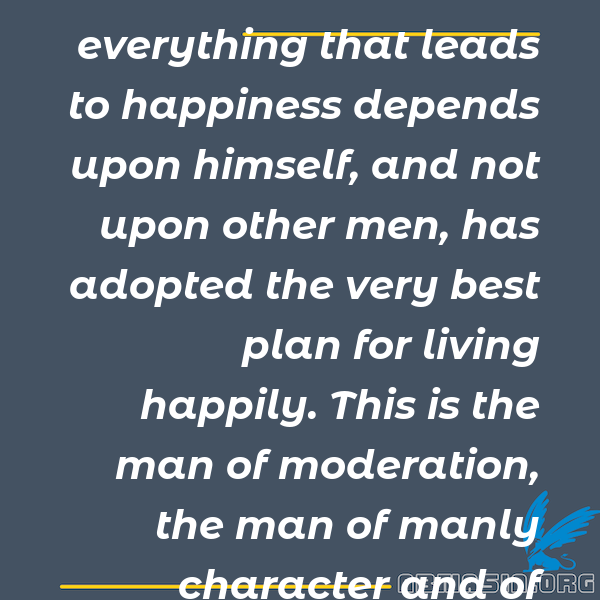 everything that leads
to happiness depends
upon himself, and not
upon other men, has
adopted the very best
plan for living
happily. This is the
man of moderation,
the man of manly
character and of